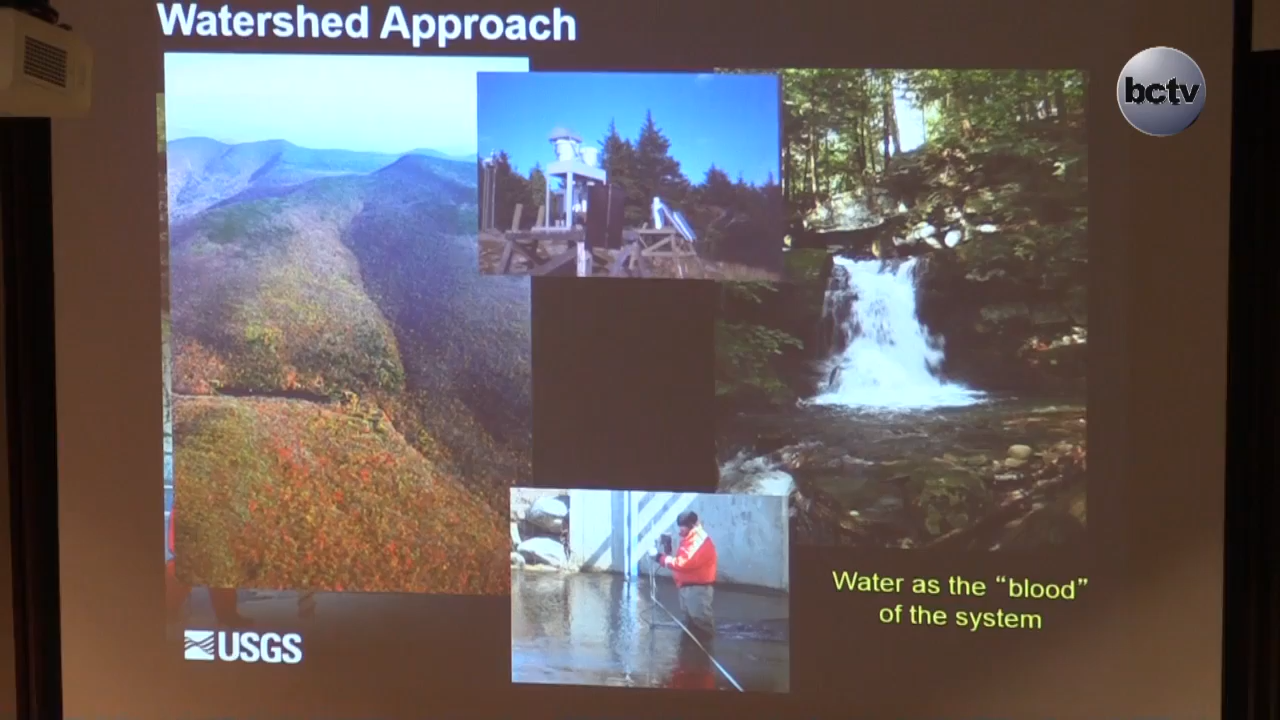 Watershed Approach
bctv
Water as the “blood”
of the system
USGS